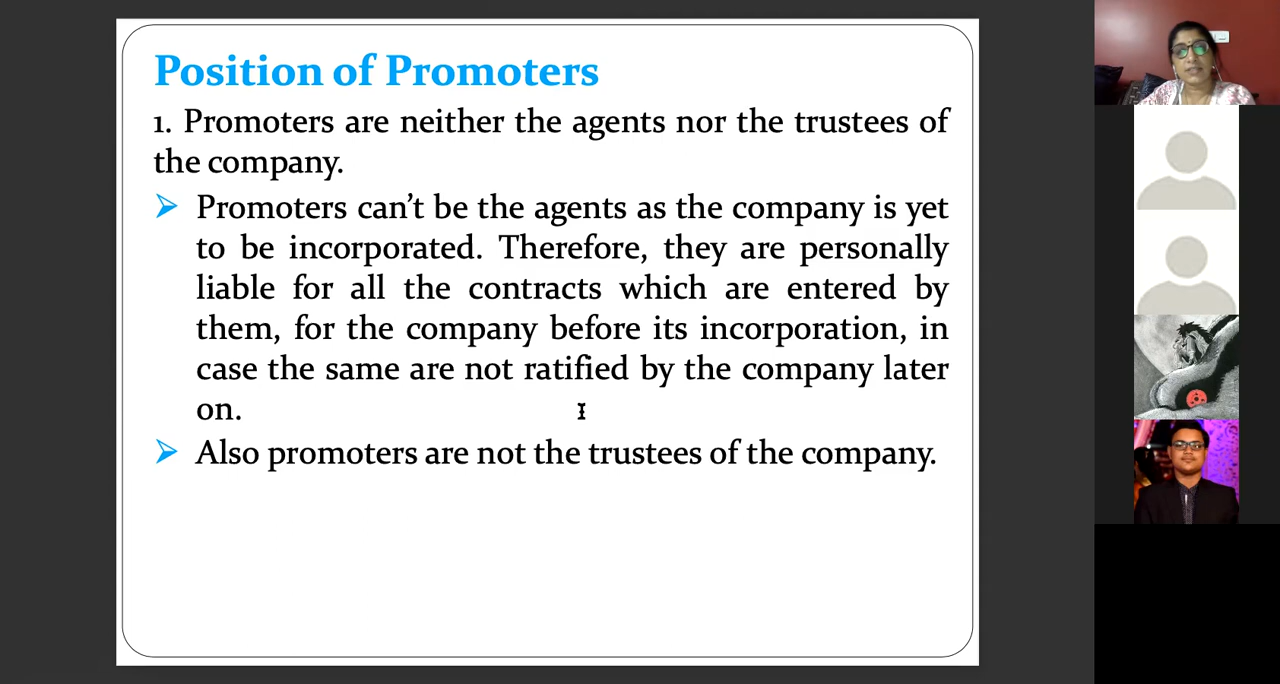 Position of Promoters
1. Promoters are neither the agents nor the trustees of
the company.
Promoters can’t be the agents as the company is yet
to be incorporated. Therefore, they are personally
liable for all the contracts which are entered by
them, for the company before its incorporation, in
case the same are not ratified by the company later
on.
Also promoters are not the trustees of the company.